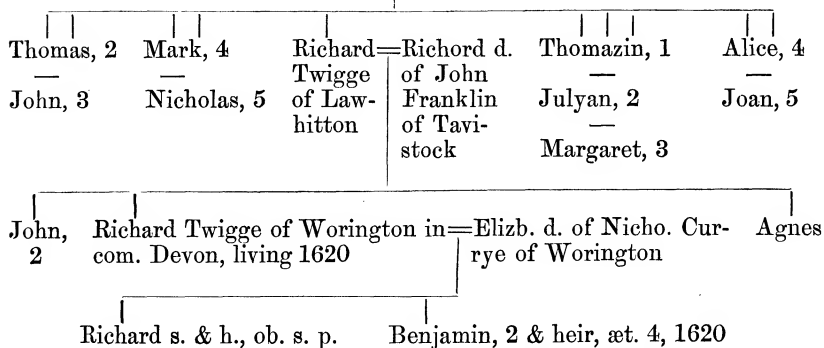 Thomas, 2 Mark, 4 Richard=Richord d. Thomazin, 1 Alice, 4
— — Twigge of John — —
John, 3 Nicholas, 5 of Law- Franklin Julyan, 2 Joan, 5
hitton of Tavi- —
stock Margaret, 3
John, Richard Twigge of Worington in=Elizb. d. of Nicho. Cur- Agnes
2 com. Devon, living 1620 rye of Worington
Richard s. & h., ob. s. p. Benjamin, 2 & heir, æt. 4, 1620